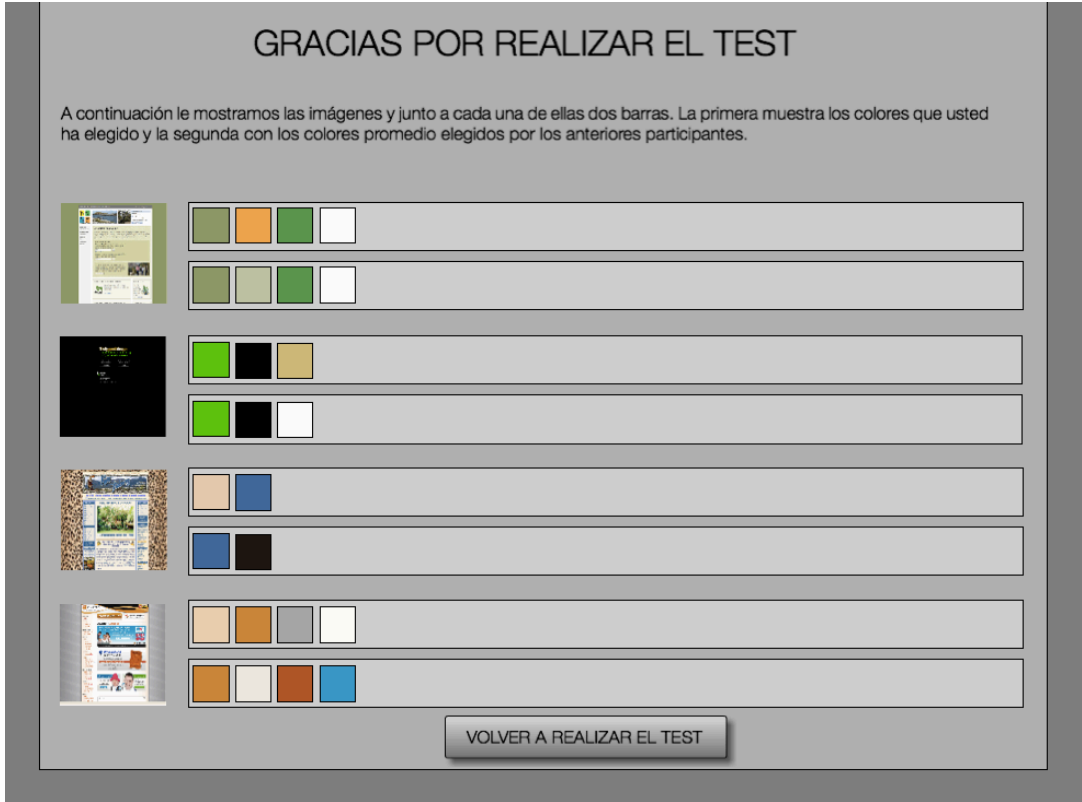 GRACIAS POR REALIZAR EL TEST
A continuación le mostramos las imágenes y junto a cada una de ellas dos barras. La primera muestra los colores que usted
ha elegido y la segunda con los colores promedio elegidos por los anteriores participantes.
VOLVER A REALIZAR EL TEST